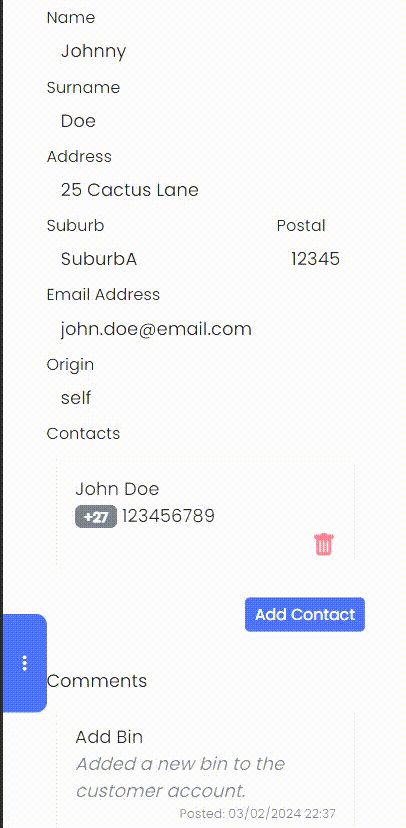 Name
Johnny
Surname
Doe
Address
25 Cactus Lane
Suburb Postal
SuburbA 12345
Email Address
john.doe@email.com
Origin
self
Contacts
John Doe
+27 123456789
Add Contact
Comments
Add Bin
Added a new bin to the
customer account.
Posted: 03/02/2024 22:37